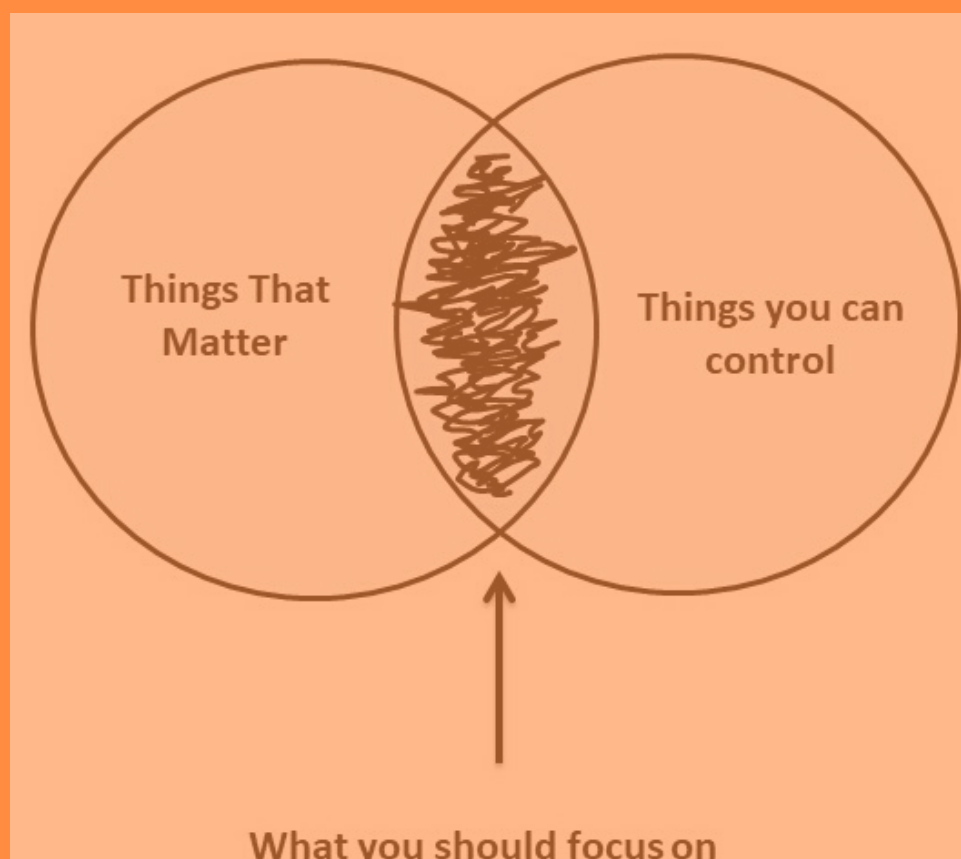 Things That
Matter
Things you can
control
What you should focus on